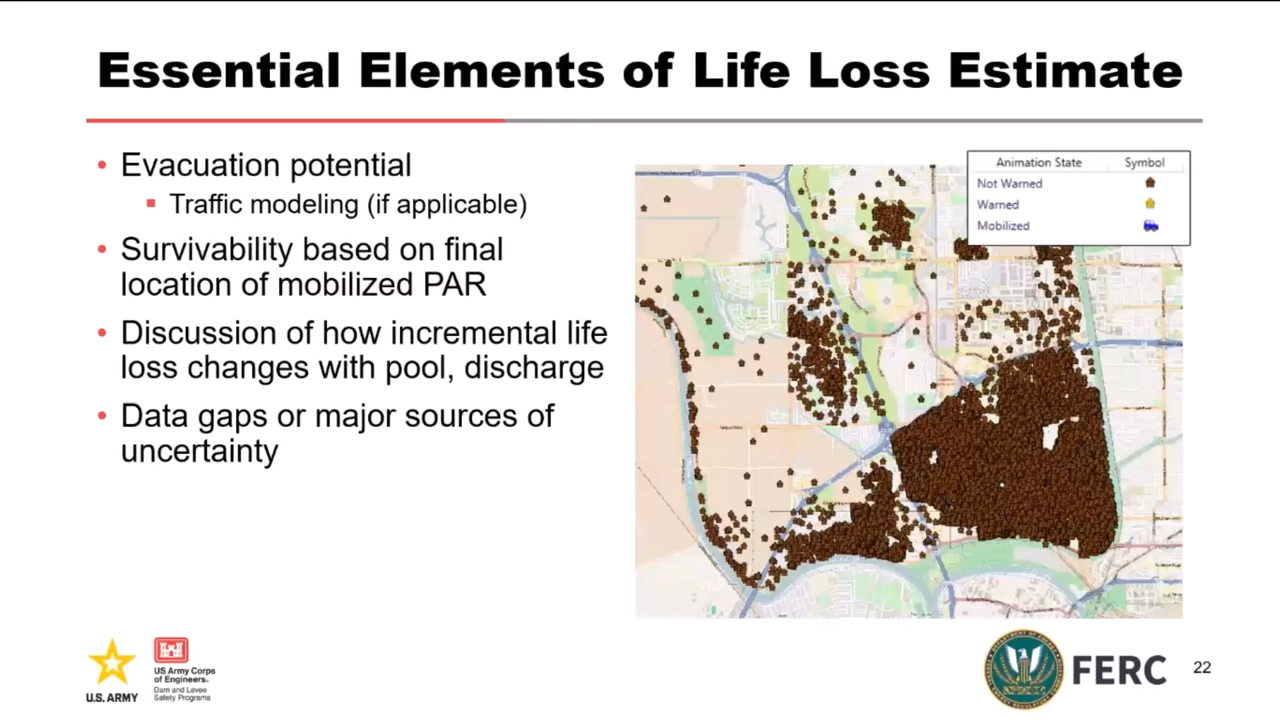 Essential Elements of Life Loss Estimate
• Evacuation potential
▪ Traffic modeling (if applicable)
• Survivability based on final
location of mobilized PAR
• Discussion of how incremental life
loss changes with pool, discharge
• Data gaps or major sources of
uncertainty
Animation State Symbol
Not Warned
Warned
Mobilized
U.S. ARMY
US Army Corps
of Engineers®
Dam and Levee
Safety Programs
FERC
22